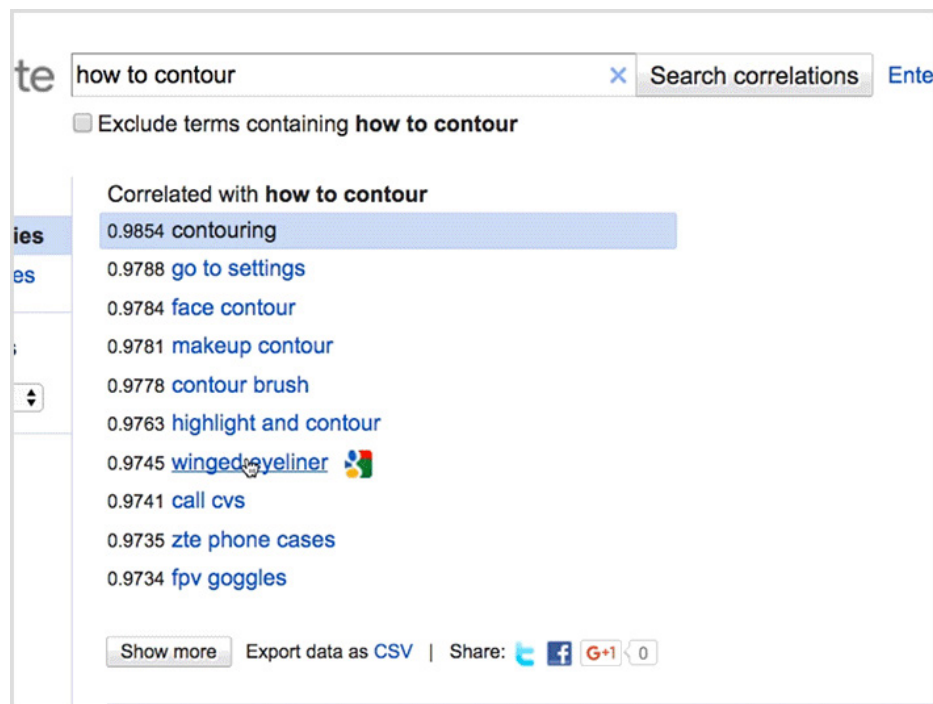 te how to contour × Search correlations Ente
Exclude terms containing how to contour
Correlated with how to contour
ies 0.9854 contouring
es 0.9788 go to settings
0.9784 face contour
s 0.9781 makeup contour
0.9778 contour brush
0.9763 highlight and contour
0.9745 winged eyeliner
0.9741 call cvs
0.9735 zte phone cases
0.9734 fpv goggles
Show more Export data as CSV | Share: G+1 0